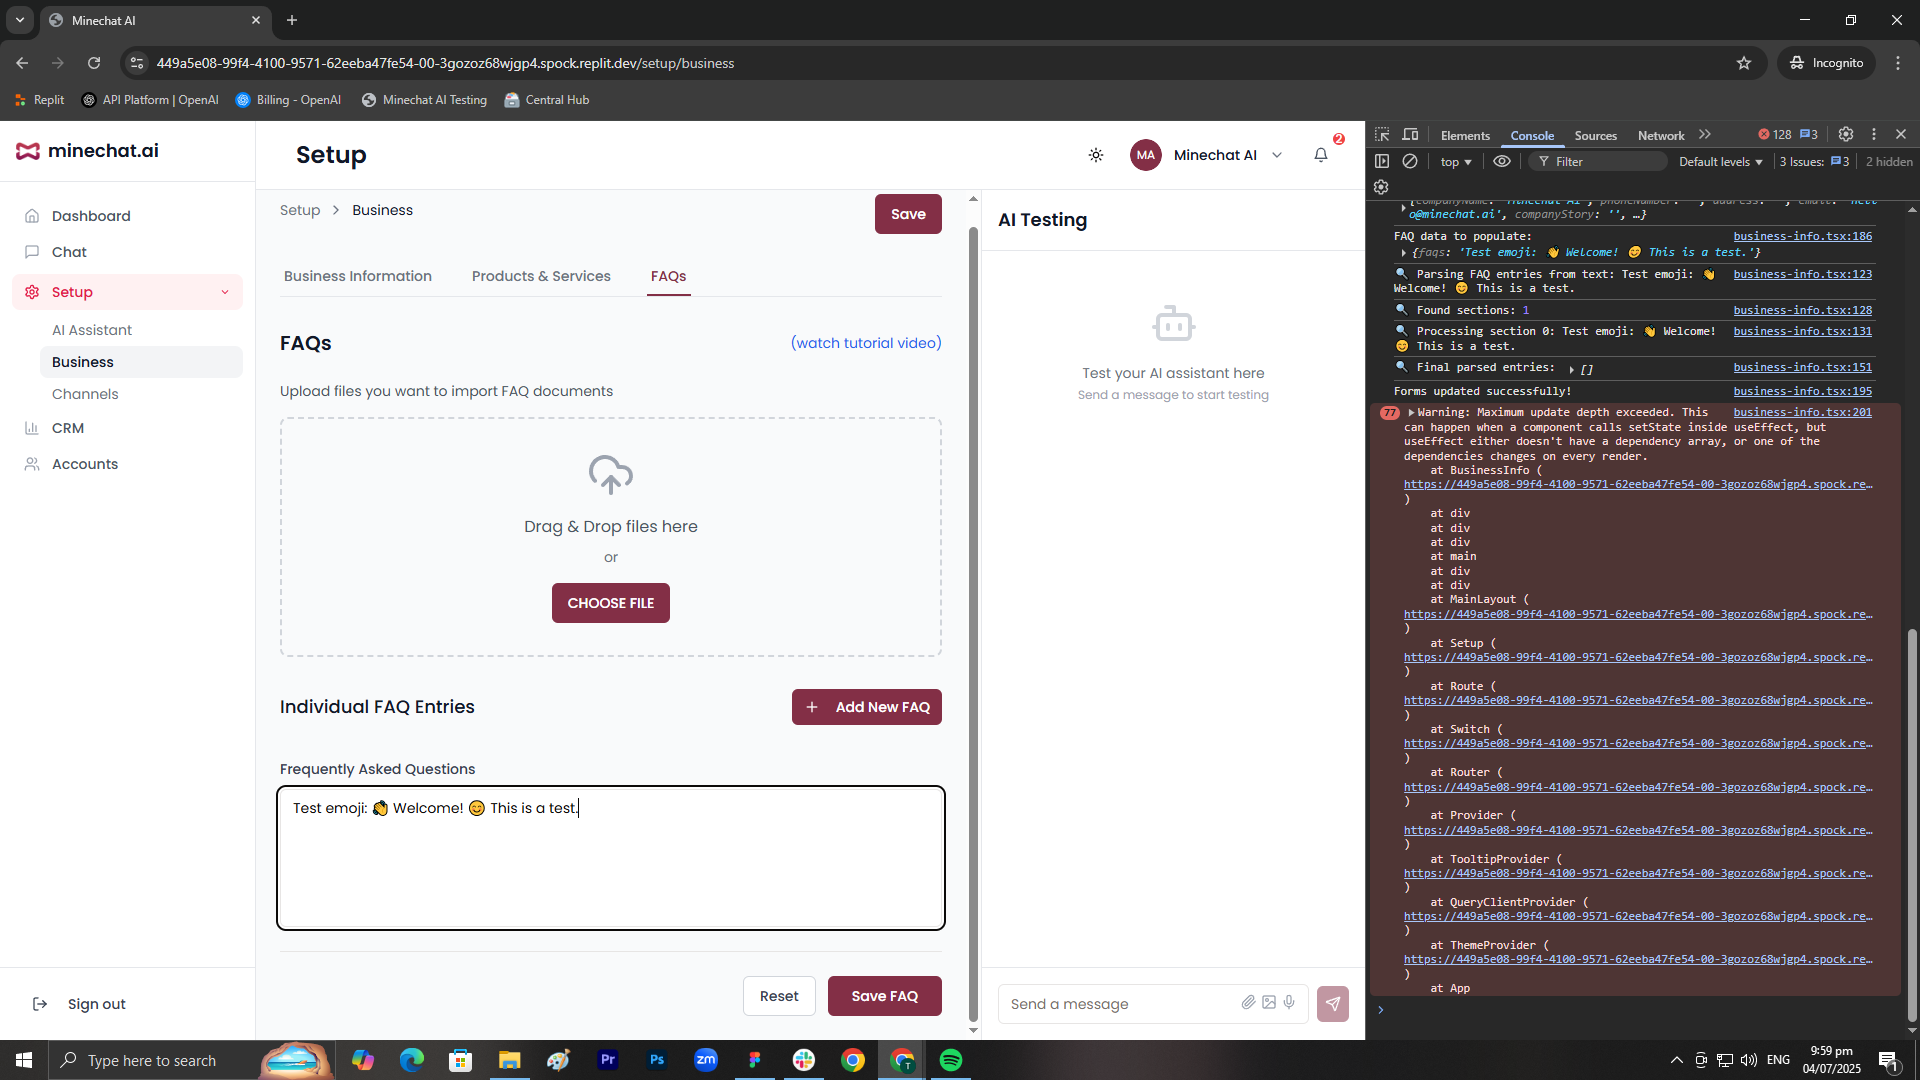 Minechat AI
449a5e08-99f4-4100-9571-62eeba47fe54-00-3gozoz68wjgp4.spock.replit.dev/setup/business
Incognito
Replit
API Platform | OpenAI
Billing - OpenAI
Minechat AI Testing
Central Hub
minechat.ai
Dashboard
Chat
Setup
AI Assistant
Business
Channels
CRM
Accounts
Sign out
Setup
MA
Minechat AI
2
Setup > Business
Save
Business Information
Products & Services
FAQs
FAQs
(watch tutorial video)
Upload files you want to import FAQ documents
Drag & Drop files here
or
CHOOSE FILE
Individual FAQ Entries
+ Add New FAQ
Frequently Asked Questions
Test emoji: 👋 Welcome! 😊 This is a test.
Reset
Save FAQ
AI Testing
Test your AI assistant here
Send a message to start testing
Send a message
Elements
Console
Sources
Network
128
3
top
Filter
Default levels
3 Issues: 3
2 hidden
o@minechat.ai', companyStory: '', …}
FAQ data to populate: business-info.tsx:186
{faqs: 'Test emoji: 👋 Welcome! 😊 This is a test.'}
🔍 Parsing FAQ entries from text: Test emoji: 👋 business-info.tsx:123
Welcome! 😊 This is a test.
🔍 Found sections: 1 business-info.tsx:128
🔍 Processing section 0: Test emoji: 👋 Welcome! business-info.tsx:131
😊 This is a test.
🔍 Final parsed entries: ▶ [] business-info.tsx:151
Forms updated successfully! business-info.tsx:195
77 ▶Warning: Maximum update depth exceeded. This business-info.tsx:201
can happen when a component calls setState inside useEffect, but
useEffect either doesn't have a dependency array, or one of the
dependencies changes on every render.
at BusinessInfo (
https://449a5e08-99f4-4100-9571-62eeba47fe54-00-3gozoz68wjgp4.spock.re…
)
at div
at div
at div
at main
at div
at div
at MainLayout (
https://449a5e08-99f4-4100-9571-62eeba47fe54-00-3gozoz68wjgp4.spock.re…
)
at Setup (
https://449a5e08-99f4-4100-9571-62eeba47fe54-00-3gozoz68wjgp4.spock.re…
)
at Route (
https://449a5e08-99f4-4100-9571-62eeba47fe54-00-3gozoz68wjgp4.spock.re…
)
at Switch (
https://449a5e08-99f4-4100-9571-62eeba47fe54-00-3gozoz68wjgp4.spock.re…
)
at Router (
https://449a5e08-99f4-4100-9571-62eeba47fe54-00-3gozoz68wjgp4.spock.re…
)
at Provider (
https://449a5e08-99f4-4100-9571-62eeba47fe54-00-3gozoz68wjgp4.spock.re…
)
at TooltipProvider (
https://449a5e08-99f4-4100-9571-62eeba47fe54-00-3gozoz68wjgp4.spock.re…
)
at QueryClientProvider (
https://449a5e08-99f4-4100-9571-62eeba47fe54-00-3gozoz68wjgp4.spock.re…
)
at ThemeProvider (
https://449a5e08-99f4-4100-9571-62eeba47fe54-00-3gozoz68wjgp4.spock.re…
)
at App
Type here to search
Pr
Ps
zm
T
ENG
9:59 pm
04/07/2025
1